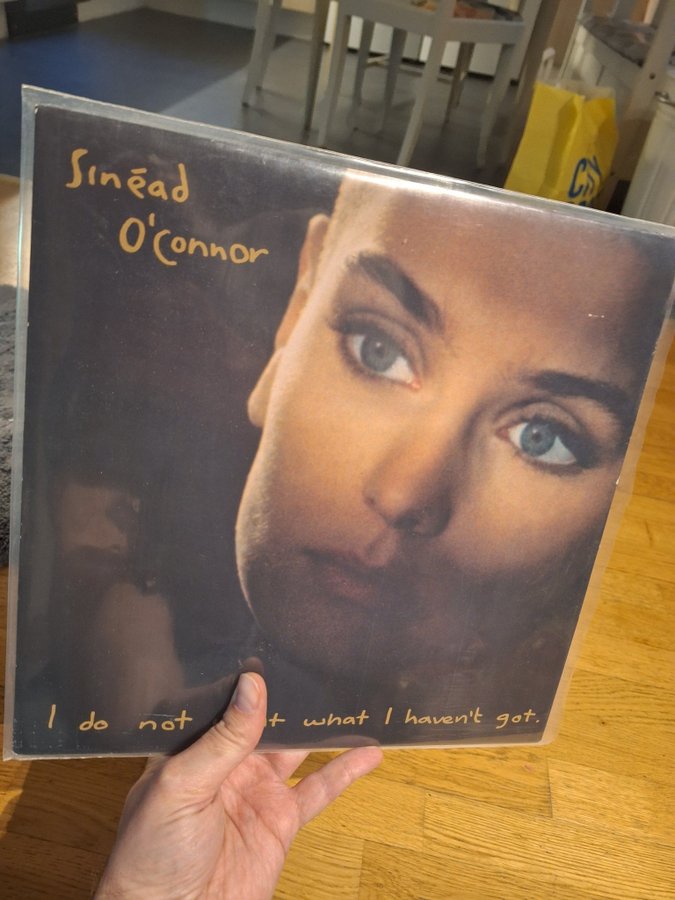 Sinéad
O'Connor
I do not t what I haven't got.